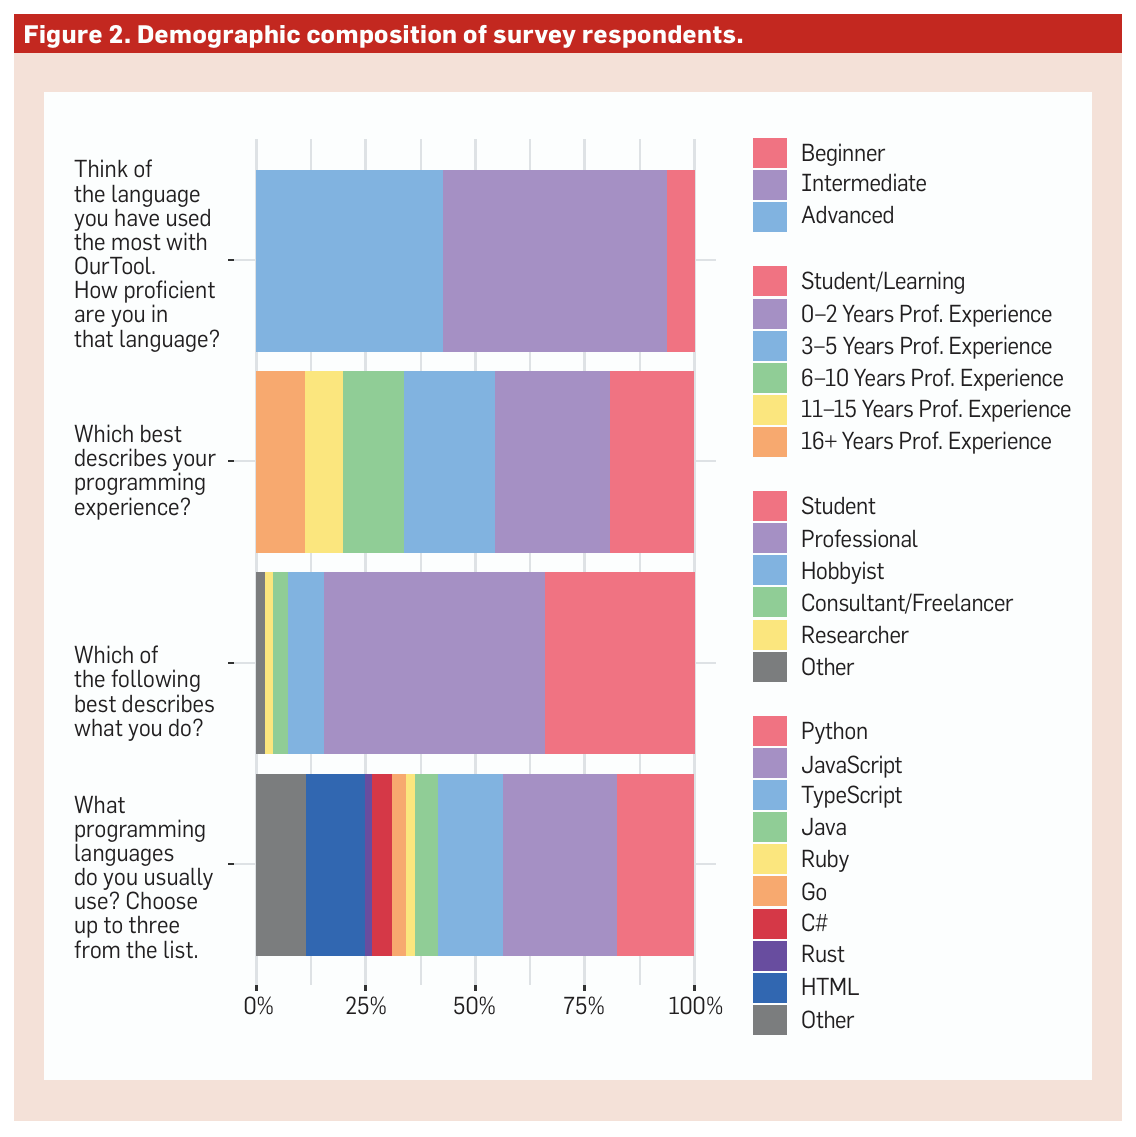 Figure 2. Demographic composition of survey respondents.
Think of
the language
you have used
the most with
OurTool.
How proficient
are you in
that language?
Which best
describes your
programming
experience?
Which of
the following
best describes
what you do?
What
programming
languages
do you usually
use? Choose
up to three
from the list.
0%
25%
50%
75%
100%
Beginner
Intermediate
Advanced
Student/Learning
0–2 Years Prof. Experience
3–5 Years Prof. Experience
6–10 Years Prof. Experience
11–15 Years Prof. Experience
16+ Years Prof. Experience
Student
Professional
Hobbyist
Consultant/Freelancer
Researcher
Other
Python
JavaScript
TypeScript
Java
Ruby
Go
C#
Rust
HTML
Other